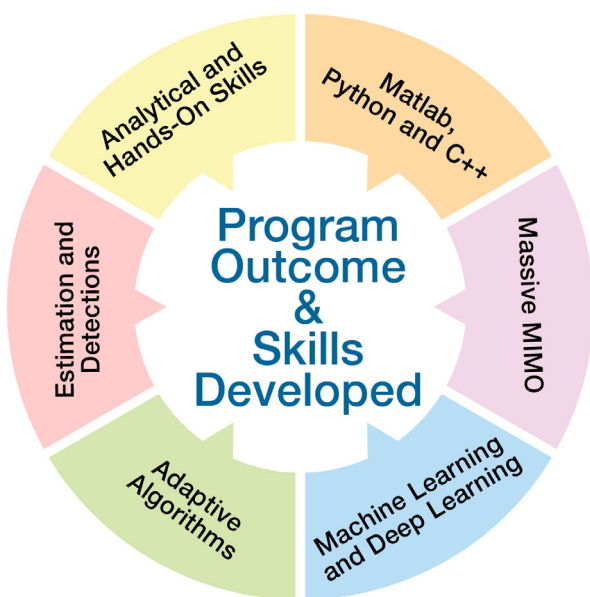 Program
Outcome
&
Skills
Developed
Analytical and
Hands-On Skills
Matlab,
Python and C++
Massive MIMO
Machine Learning
and Deep Learning
Adaptive
Algorithms
Estimation and
Detections